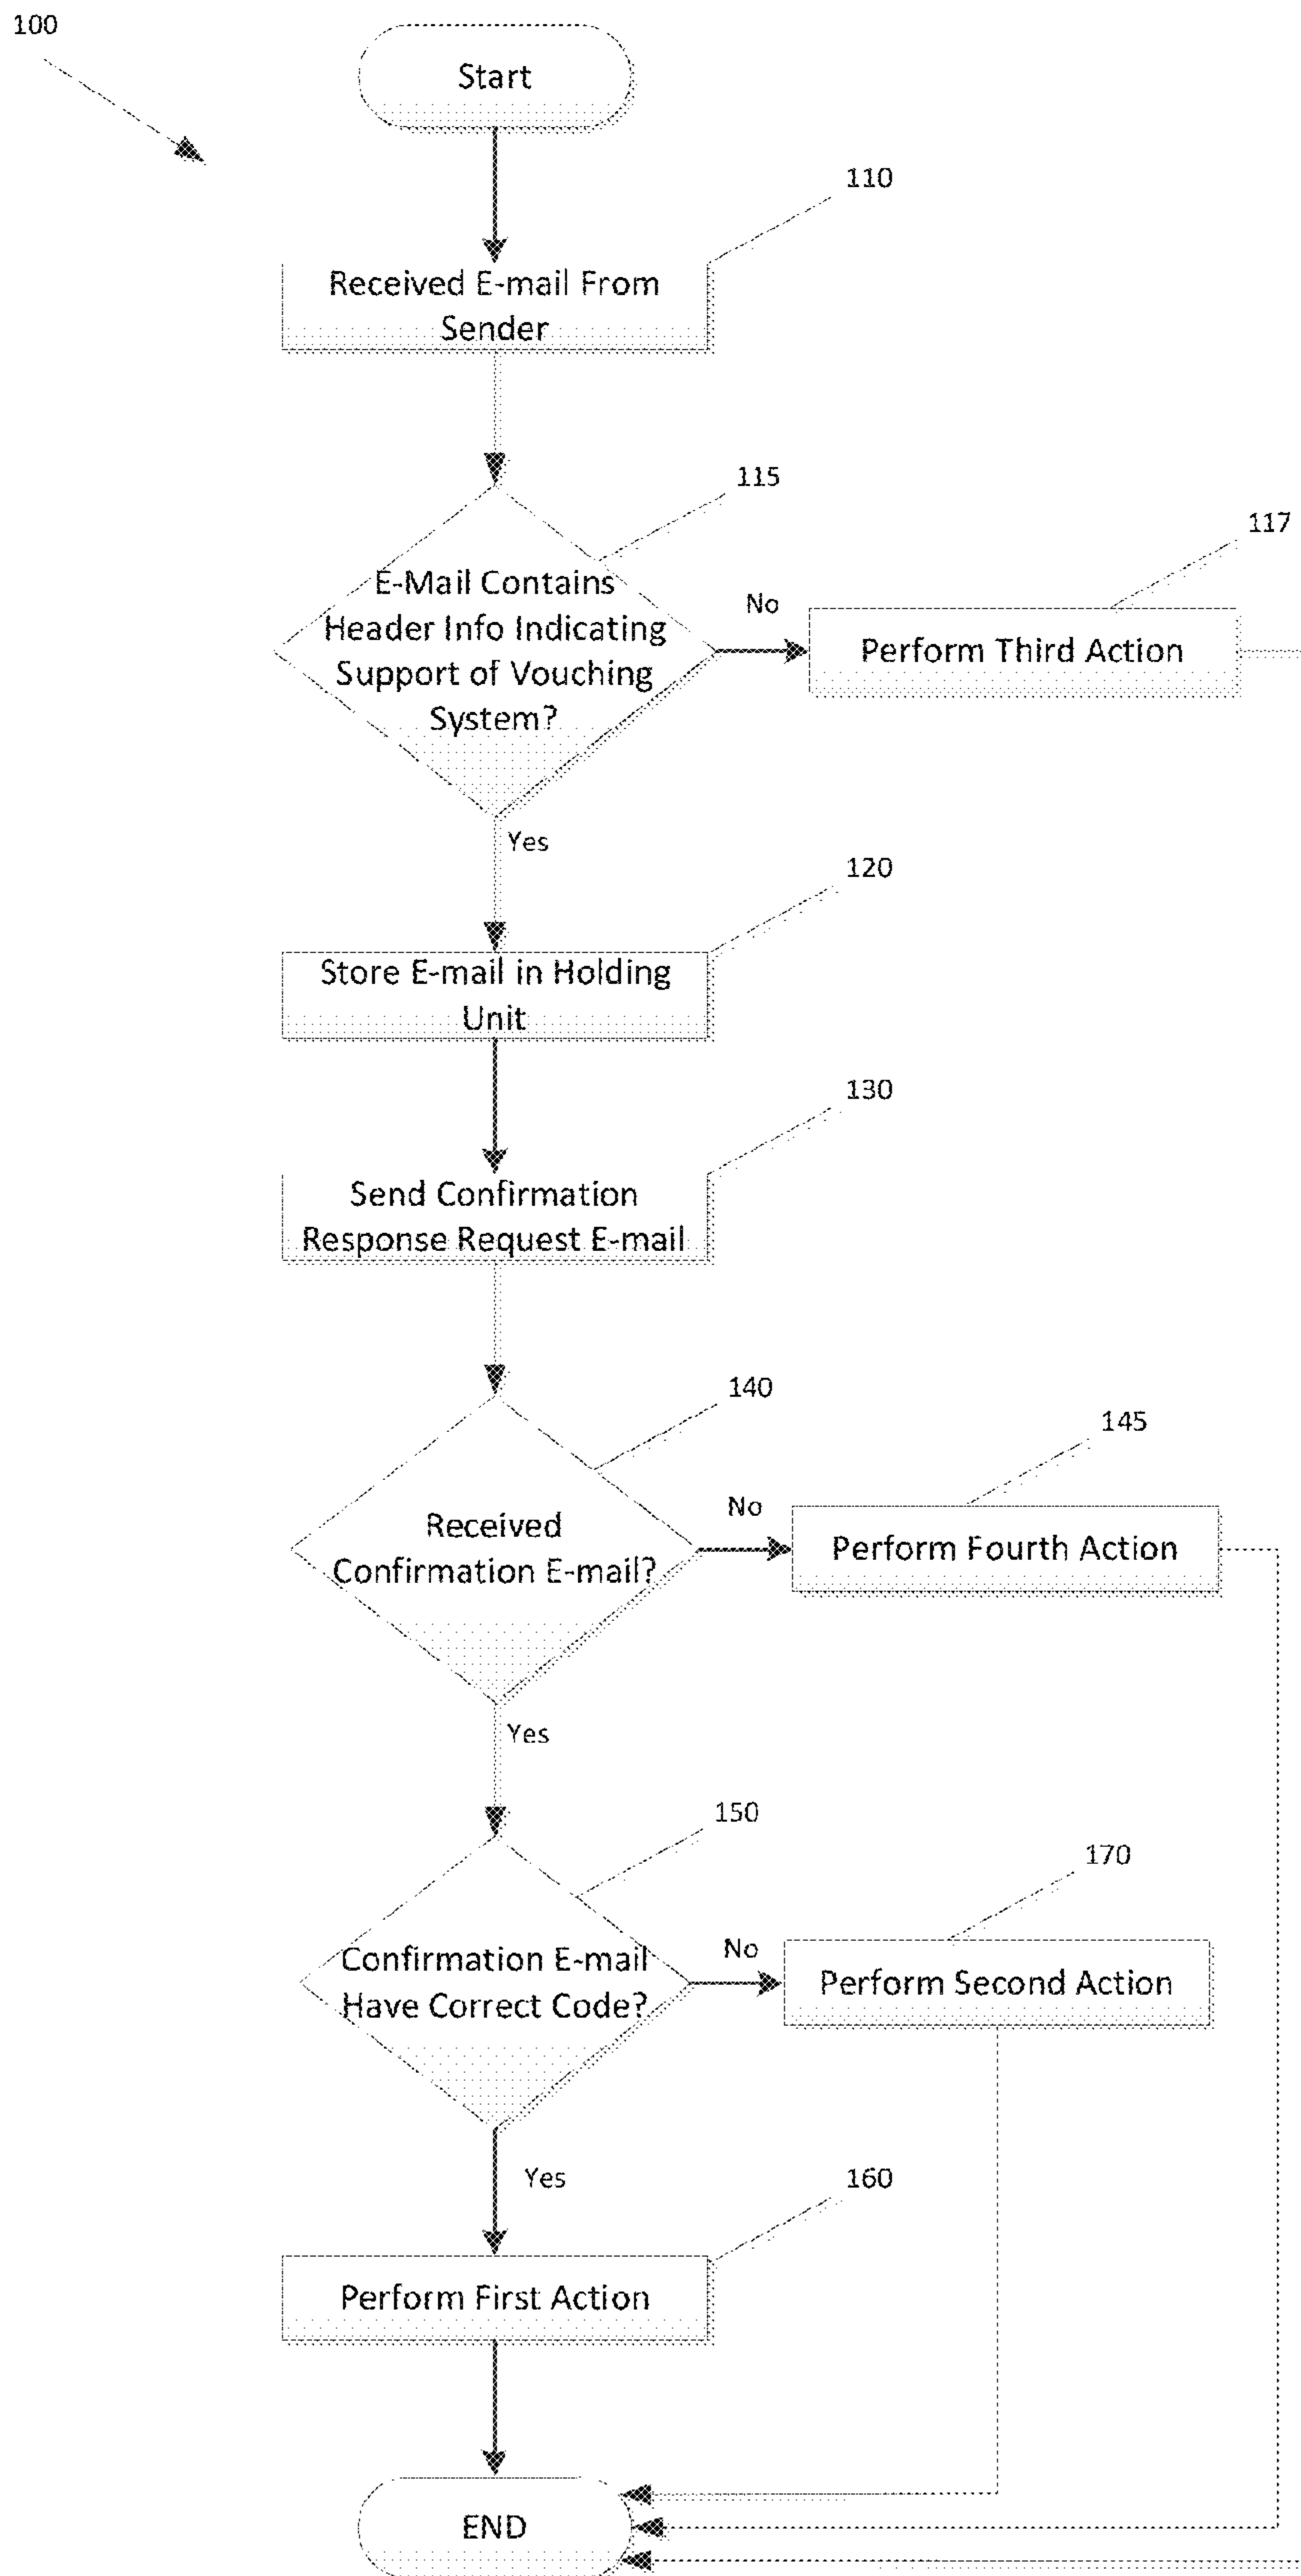 100
Start
110
Received E-mail From
Sender
115
117
E-Mail Contains
Header Info Indicating
Support of Vouching
System?
No
Perform Third Action
Yes
120
Store E-mail in Holding
Unit
130
Send Confirmation
Response Request E-mail
140
145
Received
Confirmation E-mail?
No
Perform Fourth Action
Yes
150
170
Confirmation E-mail
Have Correct Code?
No
Perform Second Action
Yes
160
Perform First Action
END